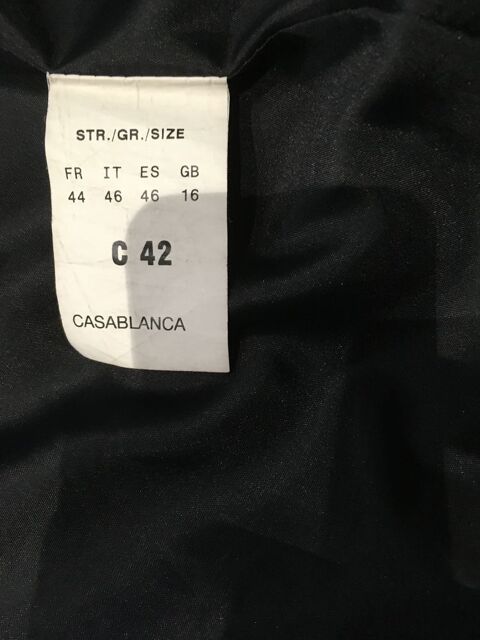 STR./GR./SIZE
FR IT ES GB
44 46 46 16
C 42
CASABLANCA